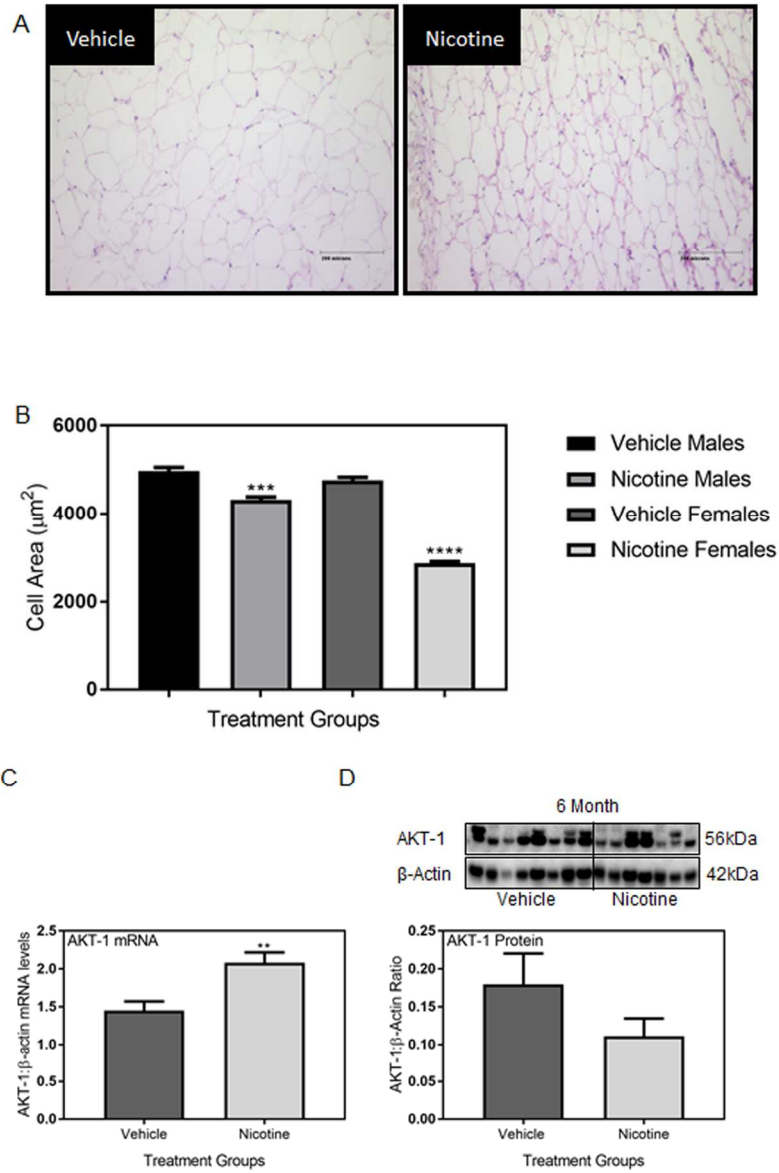 A
Vehicle
Nicotine
200 microns
B
6000
4000
2000
0
Cell Area (μm²)
***
****
Treatment Groups
Vehicle Males
Nicotine Males
Vehicle Females
Nicotine Females
C
D
6 Month
AKT-1
56kDa
β-Actin
42kDa
Vehicle
Nicotine
AKT-1 mRNA
**
AKT-1:β-actin mRNA levels
2.5
2.0
1.5
1.0
0.5
0.0
Vehicle
Nicotine
Treatment Groups
AKT-1 Protein
AKT-1:β-Actin Ratio
0.25
0.20
0.15
0.10
0.05
0.00
Vehicle
Nicotine
Treatment Groups